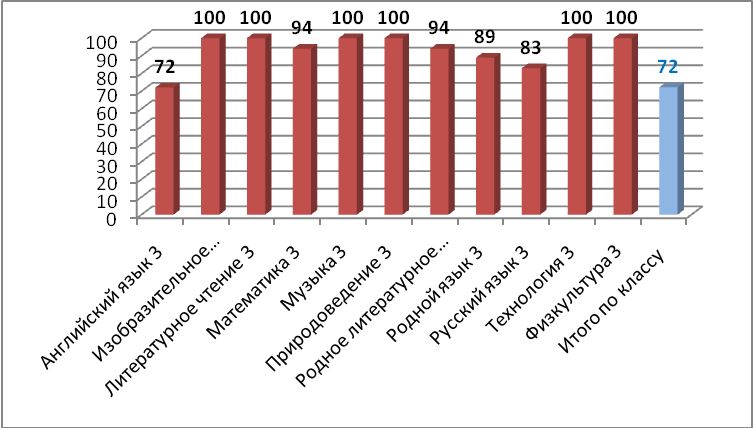 100
90
80
70
60
50
40
30
20
10
0
72
100
100
94
100
100
94
89
83
100
100
72
Английский язык 3
Изобразительное...
Литературное чтение 3
Математика 3
Музыка 3
Природоведение 3
Родное литературное...
Родной язык 3
Русский язык 3
Технология 3
Физкультура 3
Итого по классу